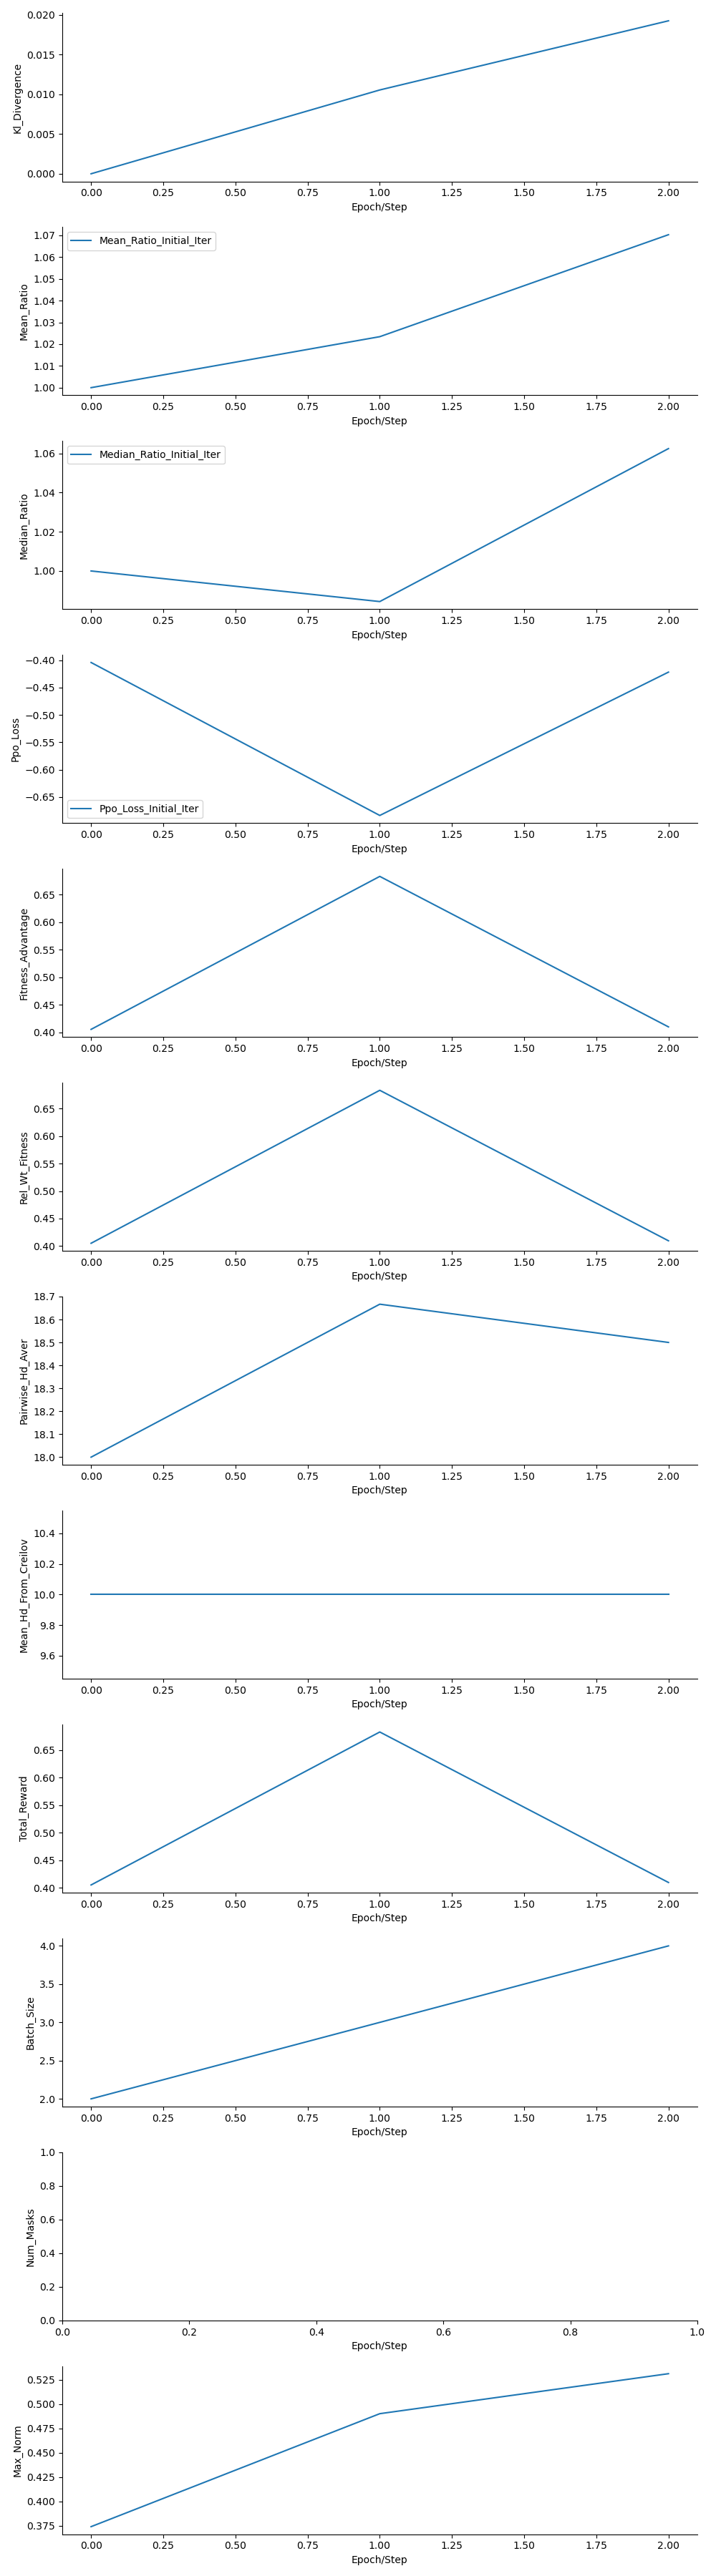 0.020
0.015
0.010
0.005
0.000
Kl_Divergence
0.00 0.25 0.50 0.75 1.00 1.25 1.50 1.75 2.00
Epoch/Step
Mean_Ratio_Initial_Iter
1.07
1.06
1.05
1.04
1.03
1.02
1.01
1.00
Mean_Ratio
0.00 0.25 0.50 0.75 1.00 1.25 1.50 1.75 2.00
Epoch/Step
Median_Ratio_Initial_Iter
1.06
1.04
1.02
1.00
Median_Ratio
0.00 0.25 0.50 0.75 1.00 1.25 1.50 1.75 2.00
Epoch/Step
−0.40
−0.45
−0.50
−0.55
−0.60
−0.65
Ppo_Loss
Ppo_Loss_Initial_Iter
0.00 0.25 0.50 0.75 1.00 1.25 1.50 1.75 2.00
Epoch/Step
0.65
0.60
0.55
0.50
0.45
0.40
Fitness_Advantage
0.00 0.25 0.50 0.75 1.00 1.25 1.50 1.75 2.00
Epoch/Step
0.65
0.60
0.55
0.50
0.45
0.40
Rel_Wt_Fitness
0.00 0.25 0.50 0.75 1.00 1.25 1.50 1.75 2.00
Epoch/Step
18.7
18.6
18.5
18.4
18.3
18.2
18.1
18.0
Pairwise_Hd_Aver
0.00 0.25 0.50 0.75 1.00 1.25 1.50 1.75 2.00
Epoch/Step
10.4
10.2
10.0
9.8
9.6
Mean_Hd_From_Creilov
0.00 0.25 0.50 0.75 1.00 1.25 1.50 1.75 2.00
Epoch/Step
0.65
0.60
0.55
0.50
0.45
0.40
Total_Reward
0.00 0.25 0.50 0.75 1.00 1.25 1.50 1.75 2.00
Epoch/Step
4.0
3.5
3.0
2.5
2.0
Batch_Size
0.00 0.25 0.50 0.75 1.00 1.25 1.50 1.75 2.00
Epoch/Step
1.0
0.8
0.6
0.4
0.2
0.0
Num_Masks
0.0 0.2 0.4 0.6 0.8 1.0
Epoch/Step
0.525
0.500
0.475
0.450
0.425
0.400
0.375
Max_Norm
0.00 0.25 0.50 0.75 1.00 1.25 1.50 1.75 2.00
Epoch/Step